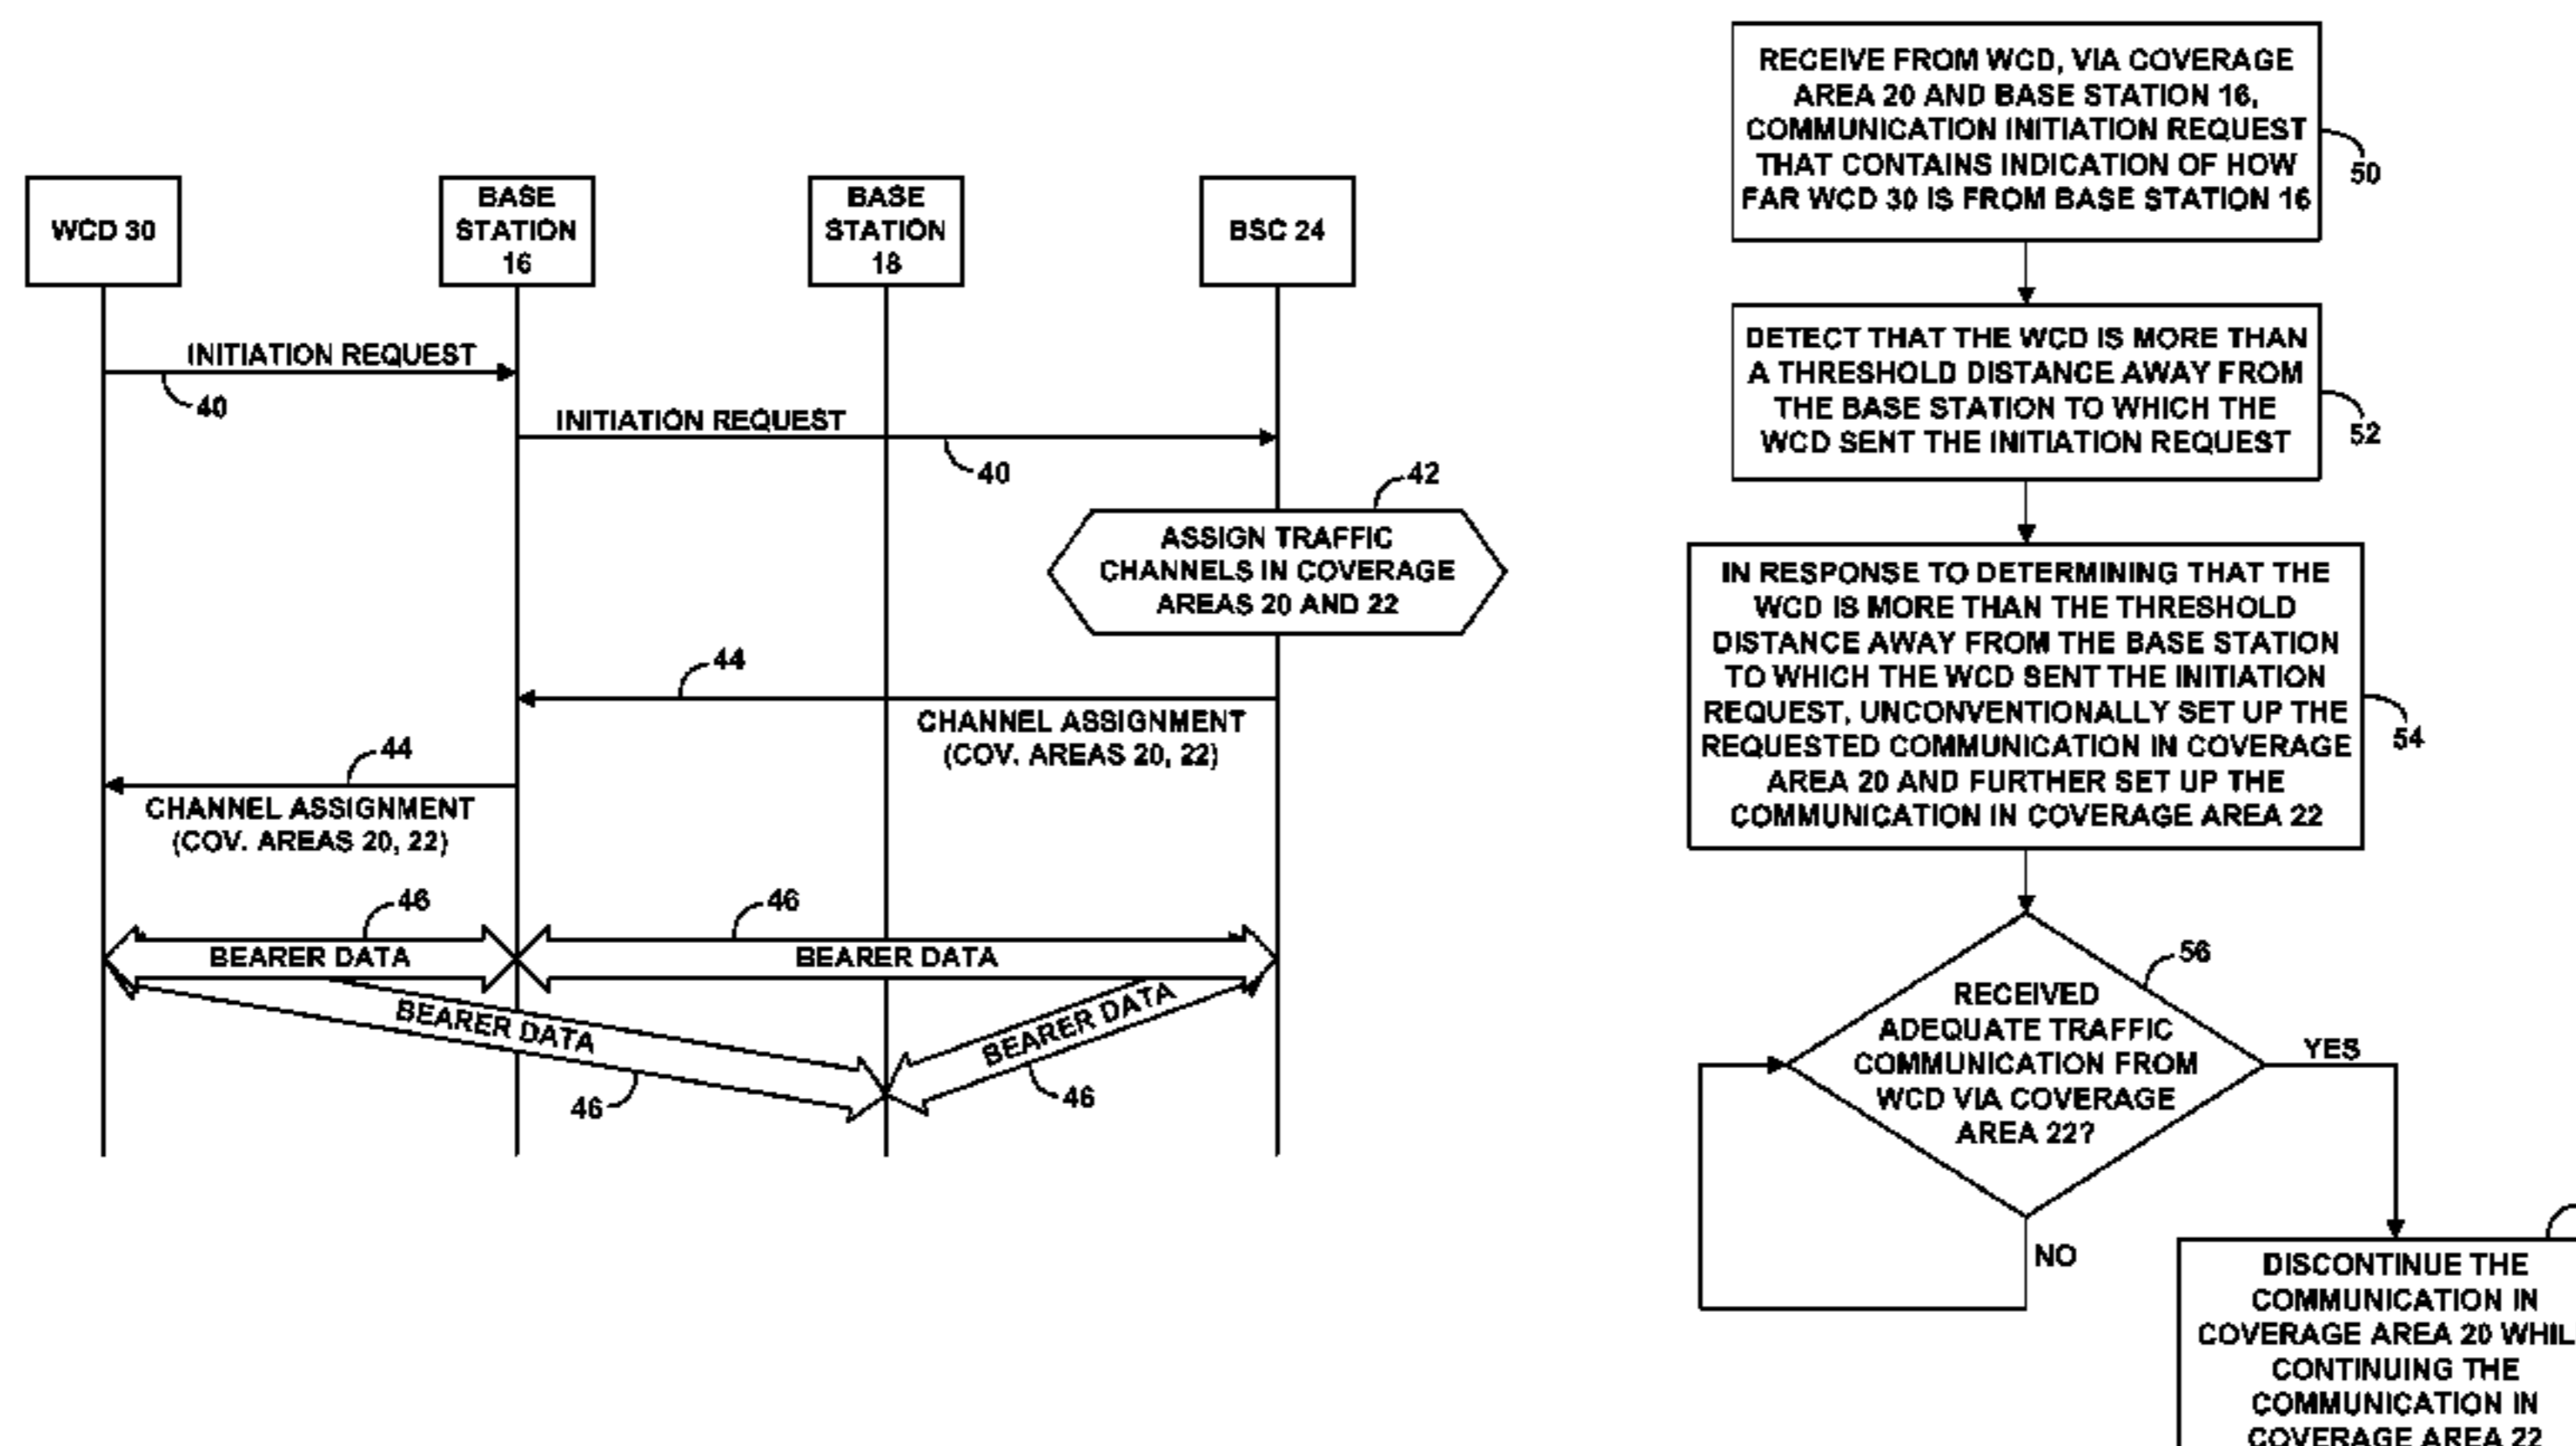 WCD 30
BASE
STATION
16
BASE
STATION
18
BSC 24
INITIATION REQUEST
40
INITIATION REQUEST
40
42
ASSIGN TRAFFIC
CHANNELS IN COVERAGE
AREAS 20 AND 22
44
CHANNEL ASSIGNMENT
(COV. AREAS 20, 22)
44
CHANNEL ASSIGNMENT
(COV. AREAS 20, 22)
46
46
BEARER DATA
BEARER DATA
BEARER DATA
BEARER DATA
46
46
RECEIVE FROM WCD, VIA COVERAGE
AREA 20 AND BASE STATION 16,
COMMUNICATION INITIATION REQUEST
THAT CONTAINS INDICATION OF HOW
FAR WCD 30 IS FROM BASE STATION 16
50
DETECT THAT THE WCD IS MORE THAN
A THRESHOLD DISTANCE AWAY FROM
THE BASE STATION TO WHICH THE
WCD SENT THE INITIATION REQUEST
52
IN RESPONSE TO DETERMINING THAT THE
WCD IS MORE THAN THE THRESHOLD
DISTANCE AWAY FROM THE BASE STATION
TO WHICH THE WCD SENT THE INITIATION
REQUEST, UNCONVENTIONALLY SET UP THE
REQUESTED COMMUNICATION IN COVERAGE
AREA 20 AND FURTHER SET UP THE
COMMUNICATION IN COVERAGE AREA 22
54
56
RECEIVED
ADEQUATE TRAFFIC
COMMUNICATION FROM
WCD VIA COVERAGE
AREA 22?
YES
NO
DISCONTINUE THE
COMMUNICATION IN
COVERAGE AREA 20 WHIL
CONTINUING THE
COMMUNICATION IN
COVERAGE AREA 22